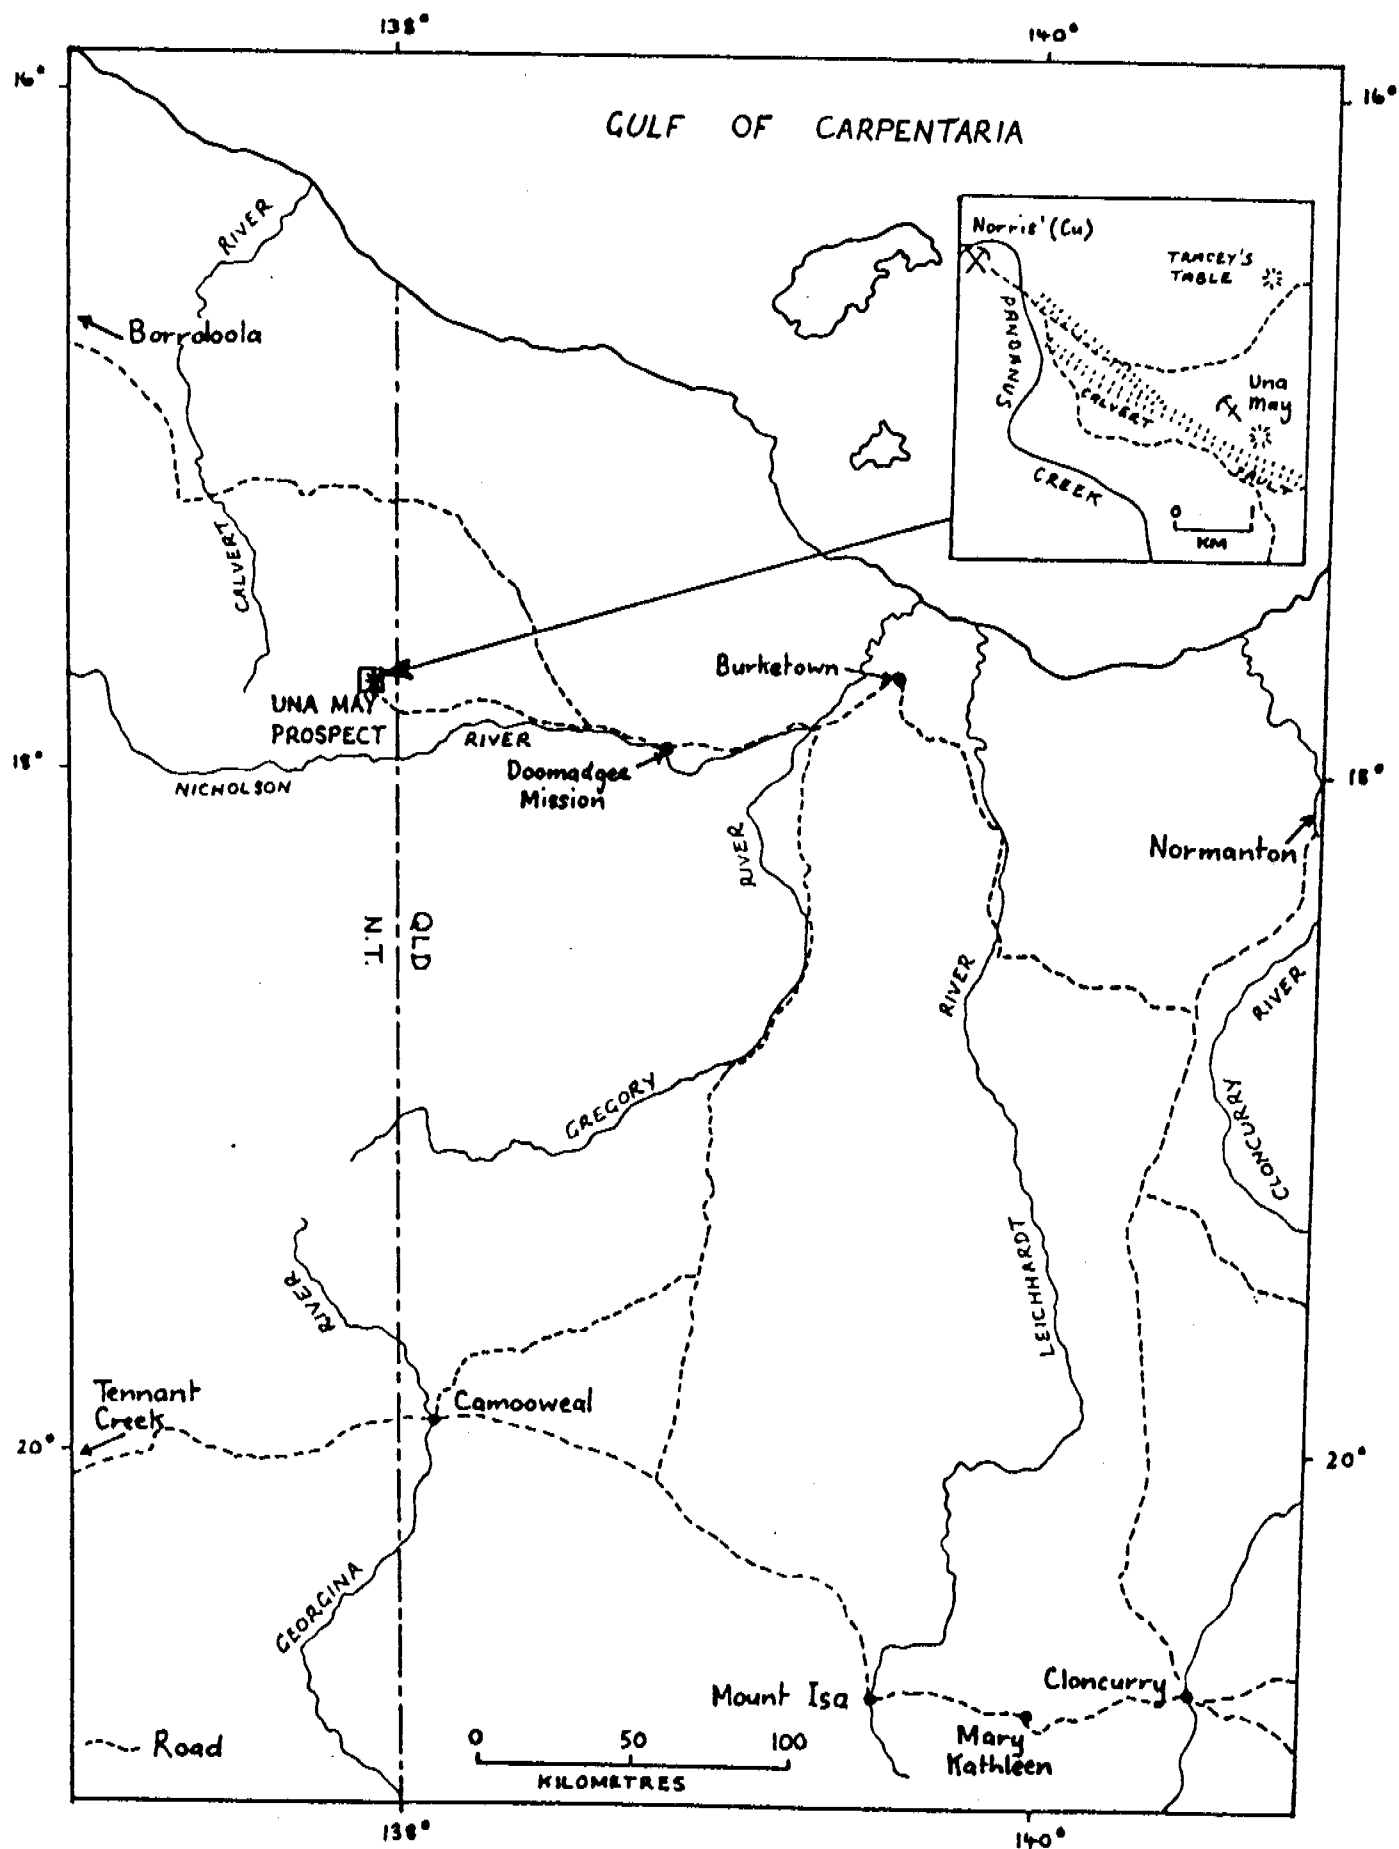 138°
140°
16°
16°
GULF OF CARPENTARIA
RIVER
Norris' (Cu)
TRACEY'S
TABLE
PANDANUS
CALVERT
Una
May
FAULT
CREEK
0 1
KM
Borroloola
CALVERT
UNA MAY
PROSPECT
Burketown
RIVER
NICHOLSON
Doomadgee
Mission
18°
18°
RIVER
Normanton
QLD
N.T.
RIVER
RIVER
GREGORY
CLONCURRY
RIVER
LEICHHARDT
Tennant
Creek
Camooweal
20°
20°
GEORGINA
Mount Isa
Cloncurry
Mary
Kathleen
Road
0 50 100
KILOMETRES
138°
140°